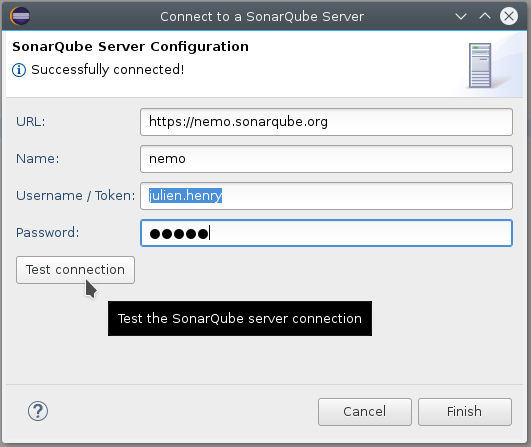 Connect to a SonarQube Server
SonarQube Server Configuration
Successfully connected!
URL: https://nemo.sonarqube.org
Name: nemo
Username / Token: julien.henry
Password: ●●●●●
Test connection
Test the SonarQube server connection
? Cancel Finish